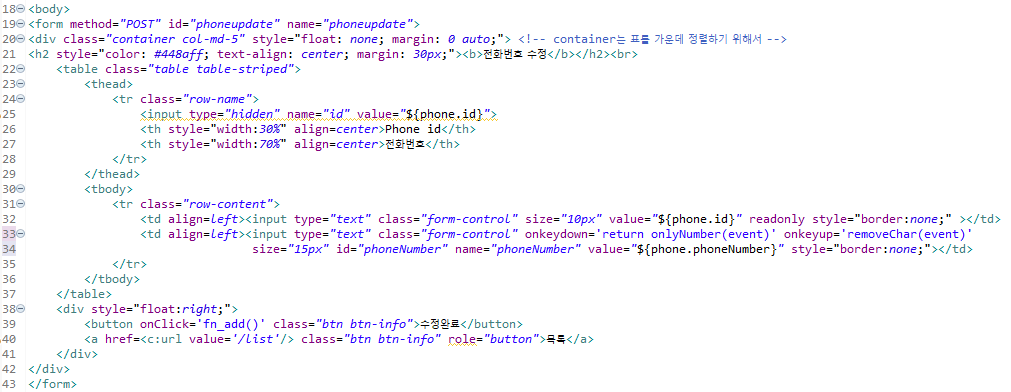 18 <body>
19 <form method="POST" id="phoneupdate" name="phoneupdate">
20 <div class="container col-md-5" style="float: none; margin: 0 auto;"> <!-- container는 표를 가운데 정렬하기 위해서 -->
21 <h2 style="color: #448aff; text-align: center; margin: 30px;"><b>전화번호 수정</b></h2><br>
22     <table class="table table-striped">
23         <thead>
24             <tr class="row-name">
25                 <input type="hidden" name="id" value="${phone.id}">
26                 <th style="width:30%" align=center>Phone id</th>
27                 <th style="width:70%" align=center>전화번호</th>
28             </tr>
29         </thead>
30         <tbody>
31             <tr class="row-content">
32                 <td align=left><input type="text" class="form-control" size="10px" value="${phone.id}" readonly style="border:none;" ></td>
33                 <td align=left><input type="text" class="form-control" onkeydown='return onlyNumber(event)' onkeyup='removeChar(event)'
34                                 size="15px" id="phoneNumber" name="phoneNumber" value="${phone.phoneNumber}" style="border:none;"></td>
35             </tr>
36         </tbody>
37     </table>
38     <div style="float:right;">
39         <button onClick='fn_add()' class="btn btn-info">수정완료</button>
40         <a href=<c:url value='/list'/> class="btn btn-info" role="button">목록</a>
41     </div>
42 </div>
43 </form>